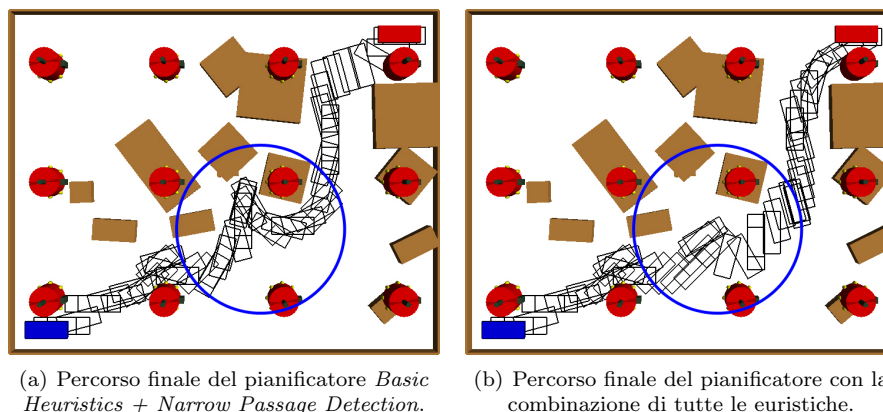 (a) Percorso finale del pianificatore Basic
Heuristics + Narrow Passage Detection.
(b) Percorso finale del pianificatore con la
combinazione di tutte le euristiche.